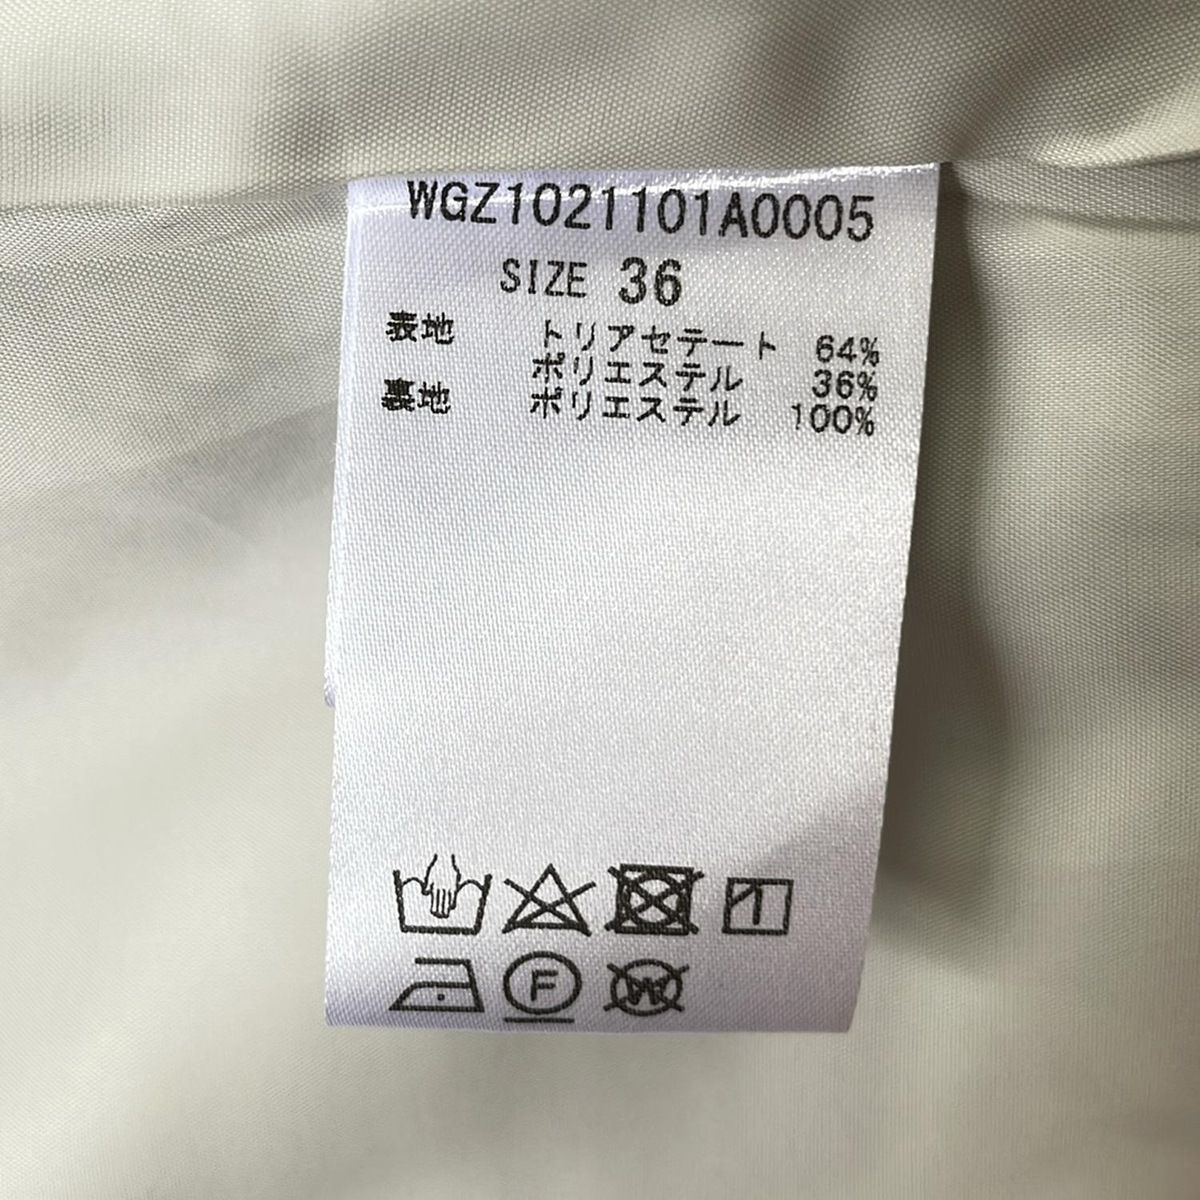 WGZ1021101A0005
SIZE 36
表地 トリアセテート 64%
ポリエステル 36%
裏地 ポリエステル 100%
F W